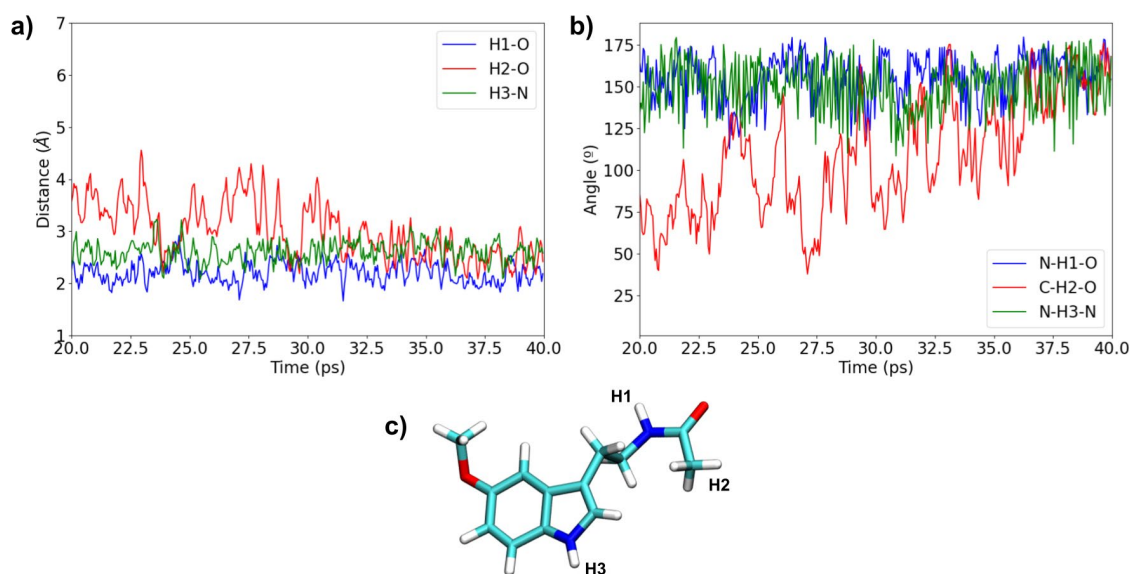 a)
7
6
5
4
3
2
1
Distance (Å)
H1-O
H2-O
H3-N
20.0 22.5 25.0 27.5 30.0 32.5 35.0 37.5 40.0
Time (ps)
b)
175
150
125
100
75
50
25
Angle (º)
N-H1-O
C-H2-O
N-H3-N
20.0 22.5 25.0 27.5 30.0 32.5 35.0 37.5 40.0
Time (ps)
c)
H1
H2
H3